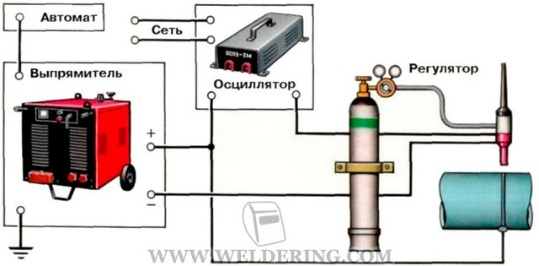 Автомат
Сеть
Выпрямитель
Осциллятор
Регулятор
+
−
WWW.WELDERING.COM